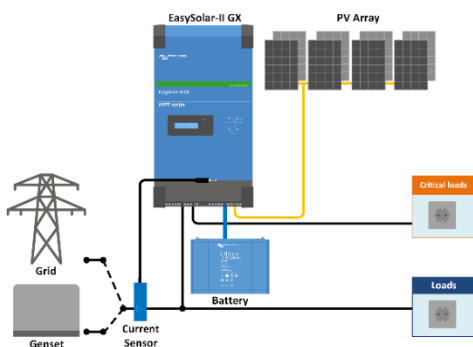 EasySolar-II GX
PV Array
Critical loads
Grid
Battery
Loads
Genset
Current
Sensor